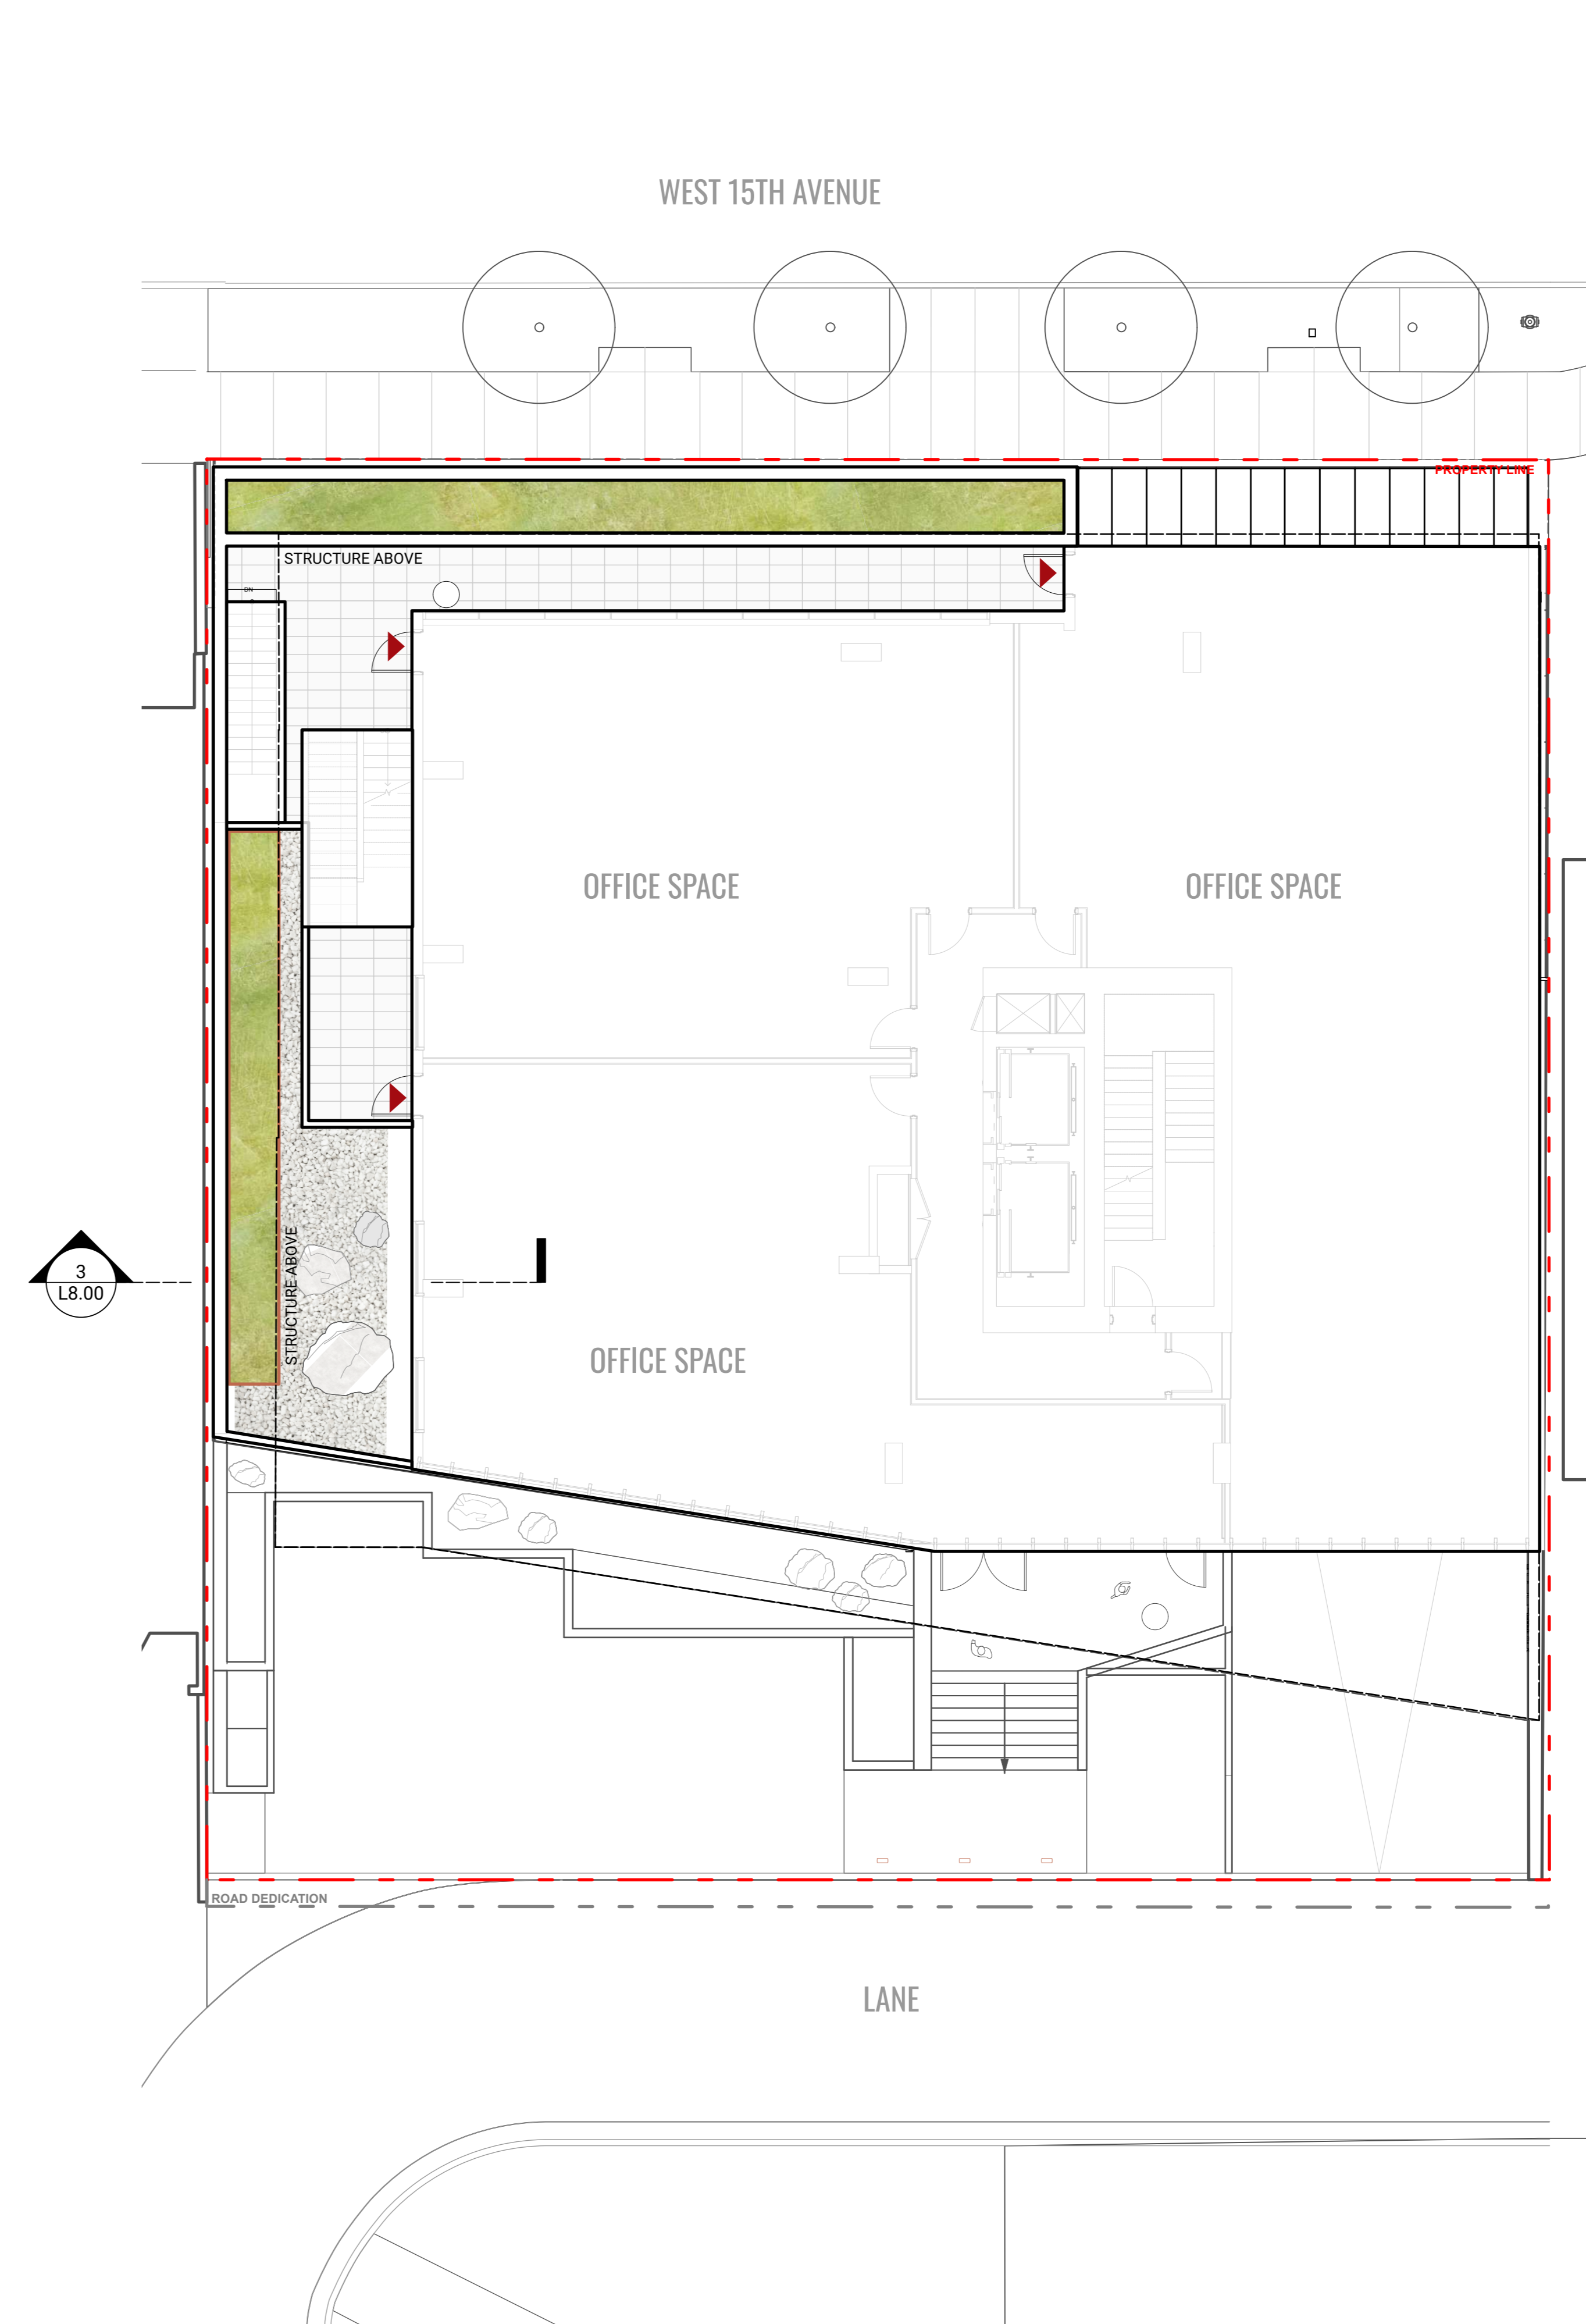 WEST 15TH AVENUE
PROPERTY LINE
STRUCTURE ABOVE
DN
OFFICE SPACE
OFFICE SPACE
STRUCTURE ABOVE
3
L8.00
OFFICE SPACE
ROAD DEDICATION
LANE